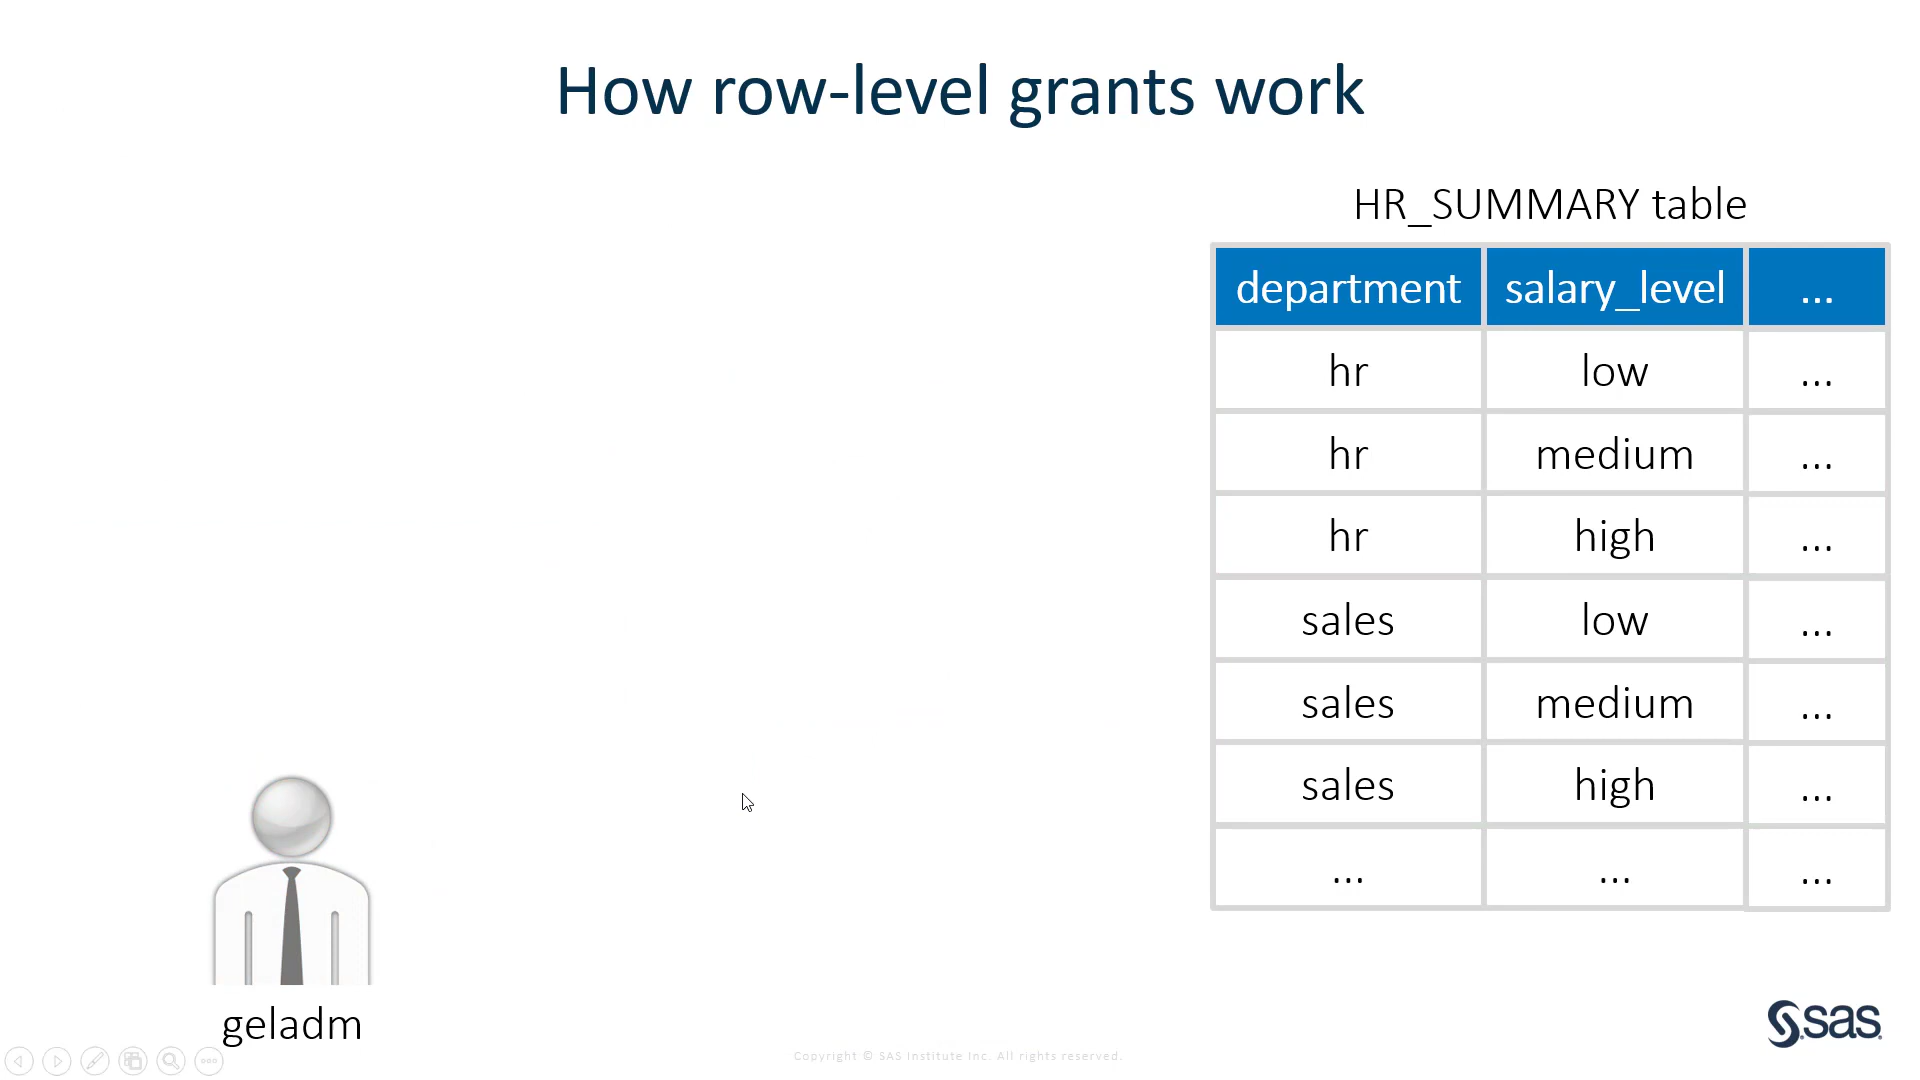 How row-level grants work
HR_SUMMARY table
department salary_level ...
hr low ...
hr medium ...
hr high ...
sales low ...
sales medium ...
sales high ...
... ... ...
geladm
sas
Copyright © SAS Institute Inc. All rights reserved.